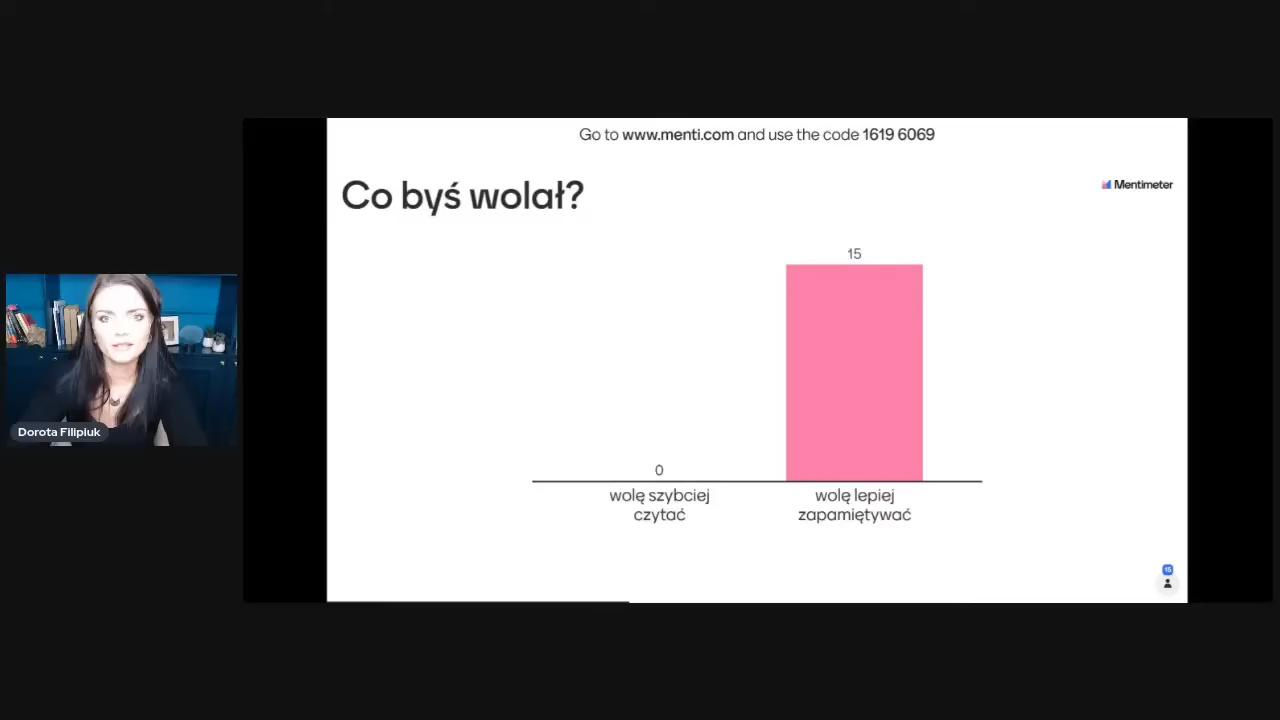 Go to www.menti.com and use the code 1619 6069
Co byś wolał?
Mentimeter
15
0
wolę szybciej
czytać
wolę lepiej
zapamiętywać
Dorota Filipiuk
15